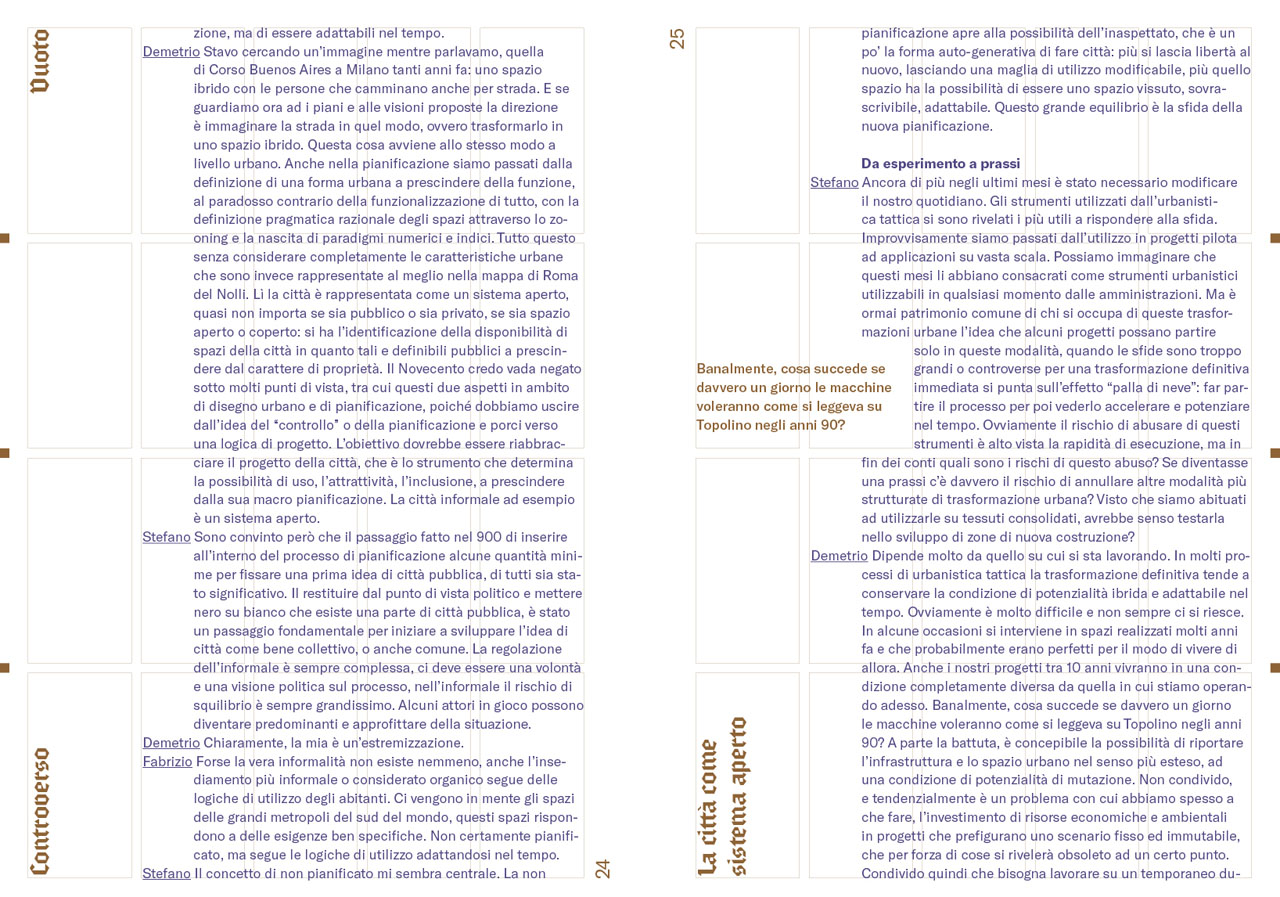 Vuoto
zione, ma di essere adattabili nel tempo.
Demetrio Stavo cercando un’immagine mentre parlavamo, quella
di Corso Buenos Aires a Milano tanti anni fa: uno spazio
ibrido con le persone che camminano anche per strada. E se
guardiamo ora ad i piani e alle visioni proposte la direzione
è immaginare la strada in quel modo, ovvero trasformarlo in
uno spazio ibrido. Questa cosa avviene allo stesso modo a
livello urbano. Anche nella pianificazione siamo passati dalla
definizione di una forma urbana a prescindere della funzione,
al paradosso contrario della funzionalizzazione di tutto, con la
definizione pragmatica razionale degli spazi attraverso lo zo-
oning e la nascita di paradigmi numerici e indici. Tutto questo
senza considerare completamente le caratteristiche urbane
che sono invece rappresentate al meglio nella mappa di Roma
del Nolli. Lì la città è rappresentata come un sistema aperto,
quasi non importa se sia pubblico o sia privato, se sia spazio
aperto o coperto: si ha l’identificazione della disponibilità di
spazi della città in quanto tali e definibili pubblici a prescin-
dere dal carattere di proprietà. Il Novecento credo vada negato
sotto molti punti di vista, tra cui questi due aspetti in ambito
di disegno urbano e di pianificazione, poiché dobbiamo uscire
dall’idea del “controllo” o della pianificazione e porci verso
una logica di progetto. L’obiettivo dovrebbe essere riabbrac-
ciare il progetto della città, che è lo strumento che determina
la possibilità di uso, l’attrattività, l’inclusione, a prescindere
dalla sua macro pianificazione. La città informale ad esempio
è un sistema aperto.
Stefano Sono convinto però che il passaggio fatto nel 900 di inserire
all’interno del processo di pianificazione alcune quantità mini-
me per fissare una prima idea di città pubblica, di tutti sia sta-
to significativo. Il restituire dal punto di vista politico e mettere
nero su bianco che esiste una parte di città pubblica, è stato
un passaggio fondamentale per iniziare a sviluppare l’idea di
città come bene collettivo, o anche comune. La regolazione
dell’informale è sempre complessa, ci deve essere una volontà
e una visione politica sul processo, nell’informale il rischio di
squilibrio è sempre grandissimo. Alcuni attori in gioco possono
diventare predominanti e approfittare della situazione.
Demetrio Chiaramente, la mia è un’estremizzazione.
Fabrizio Forse la vera informalità non esiste nemmeno, anche l’inse-
diamento più informale o considerato organico segue delle
logiche di utilizzo degli abitanti. Ci vengono in mente gli spazi
delle grandi metropoli del sud del mondo, questi spazi rispon-
dono a delle esigenze ben specifiche. Non certamente pianifi-
cato, ma segue le logiche di utilizzo adattandosi nel tempo.
Stefano Il concetto di non pianificato mi sembra centrale. La non
Controverso
24
25
pianificazione apre alla possibilità dell’inaspettato, che è un
po’ la forma auto-generativa di fare città: più si lascia libertà al
nuovo, lasciando una maglia di utilizzo modificabile, più quello
spazio ha la possibilità di essere uno spazio vissuto, sovra-
scrivibile, adattabile. Questo grande equilibrio è la sfida della
nuova pianificazione.
Da esperimento a prassi
Stefano Ancora di più negli ultimi mesi è stato necessario modificare
il nostro quotidiano. Gli strumenti utilizzati dall’urbanisti-
ca tattica si sono rivelati i più utili a rispondere alla sfida.
Improvvisamente siamo passati dall’utilizzo in progetti pilota
ad applicazioni su vasta scala. Possiamo immaginare che
questi mesi li abbiano consacrati come strumenti urbanistici
utilizzabili in qualsiasi momento dalle amministrazioni. Ma è
ormai patrimonio comune di chi si occupa di queste trasfor-
mazioni urbane l’idea che alcuni progetti possano partire
solo in queste modalità, quando le sfide sono troppo
grandi o controverse per una trasformazione definitiva
immediata si punta sull’effetto “palla di neve”: far par-
tire il processo per poi vederlo accelerare e potenziare
nel tempo. Ovviamente il rischio di abusare di questi
strumenti è alto vista la rapidità di esecuzione, ma in
fin dei conti quali sono i rischi di questo abuso? Se diventasse
una prassi c’è davvero il rischio di annullare altre modalità più
strutturate di trasformazione urbana? Visto che siamo abituati
ad utilizzarle su tessuti consolidati, avrebbe senso testarla
nello sviluppo di zone di nuova costruzione?
Banalmente, cosa succede se
davvero un giorno le macchine
voleranno come si leggeva su
Topolino negli anni 90?
Demetrio Dipende molto da quello su cui si sta lavorando. In molti pro-
cessi di urbanistica tattica la trasformazione definitiva tende a
conservare la condizione di potenzialità ibrida e adattabile nel
tempo. Ovviamente è molto difficile e non sempre ci si riesce.
In alcune occasioni si interviene in spazi realizzati molti anni
fa e che probabilmente erano perfetti per il modo di vivere di
allora. Anche i nostri progetti tra 10 anni vivranno in una con-
dizione completamente diversa da quella in cui stiamo operan-
do adesso. Banalmente, cosa succede se davvero un giorno
le macchine voleranno come si leggeva su Topolino negli anni
90? A parte la battuta, è concepibile la possibilità di riportare
l’infrastruttura e lo spazio urbano nel senso più esteso, ad
una condizione di potenzialità di mutazione. Non condivido,
e tendenzialmente è un problema con cui abbiamo spesso a
che fare, l’investimento di risorse economiche e ambientali
in progetti che prefigurano uno scenario fisso ed immutabile,
che per forza di cose si rivelerà obsoleto ad un certo punto.
Condivido quindi che bisogna lavorare su un temporaneo du-
La città come
sistema aperto